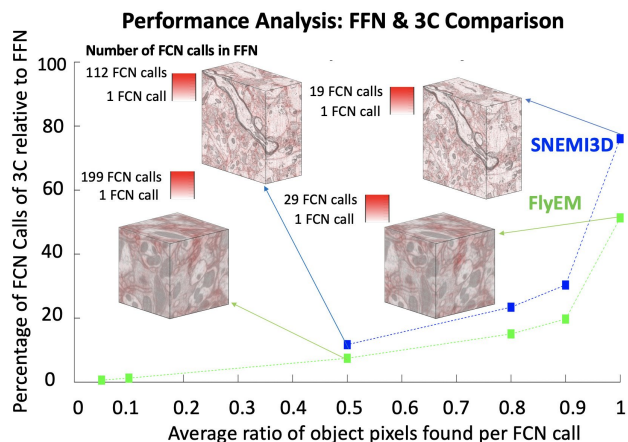 Performance Analysis: FFN & 3C Comparison
Number of FCN calls in FFN
112 FCN calls
1 FCN call
19 FCN calls
1 FCN call
199 FCN calls
1 FCN call
29 FCN calls
1 FCN call
SNEMI3D
FlyEM
Percentage of FCN Calls of 3C relative to FFN
100
80
60
40
20
0
0 0.1 0.2 0.3 0.4 0.5 0.6 0.7 0.8 0.9 1
Average ratio of object pixels found per FCN call